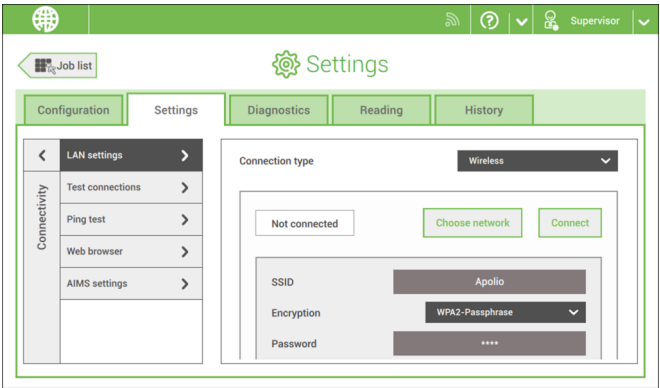 ? Supervisor
Job list
Settings
Configuration Settings Diagnostics Reading History
Connectivity
LAN settings
Test connections
Ping test
Web browser
AIMS settings
Connection type Wireless
Not connected Choose network Connect
SSID Apolio
Encryption WPA2-Passphrase
Password ****